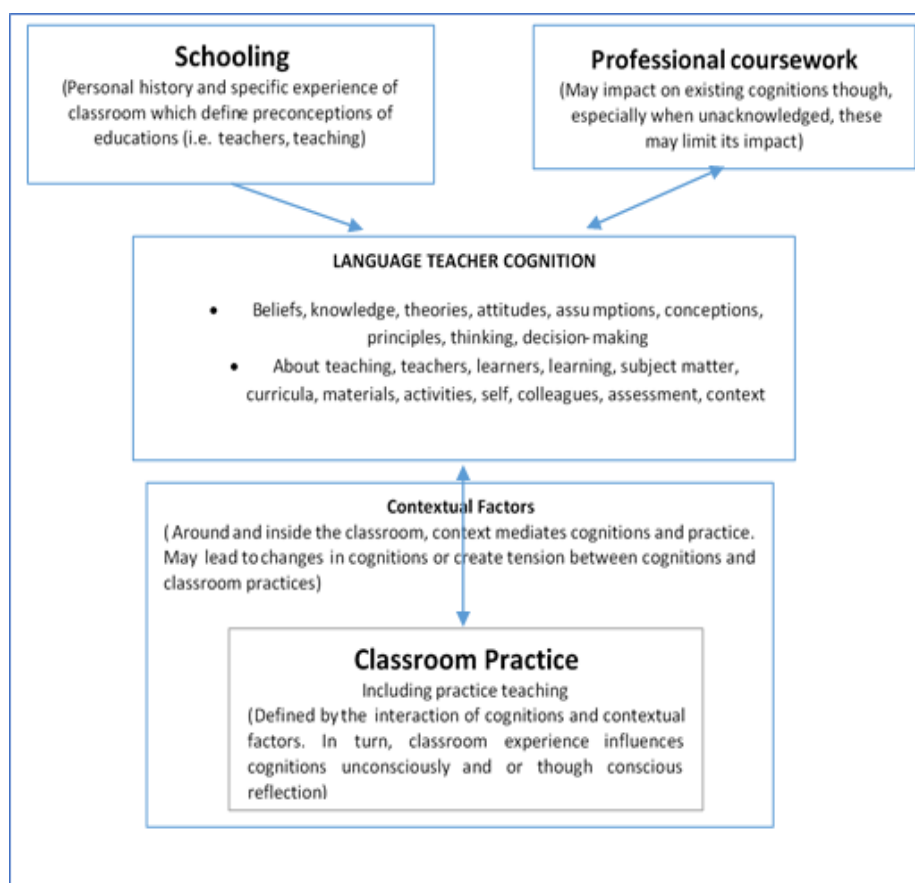 Schooling
(Personal history and specific experience of
classroom which define preconceptions of
educations (i.e. teachers, teaching)
Professional coursework
(May impact on existing cognitions though,
especially when unacknowledged, these
may limit its impact)
LANGUAGE TEACHER COGNITION
• Beliefs, knowledge, theories, attitudes, assumptions, conceptions,
principles, thinking, decision-making
• About teaching, teachers, learners, learning, subject matter,
curricula, materials, activities, self, colleagues, assessment, context
Contextual Factors
( Around and inside the classroom, context mediates cognitions and practice.
May lead to changes in cognitions or create tension between cognitions and
classroom practices)
Classroom Practice
Including practice teaching
(Defined by the interaction of cognitions and contextual
factors. In turn, classroom experience influences
cognitions unconsciously and or though conscious
reflection)